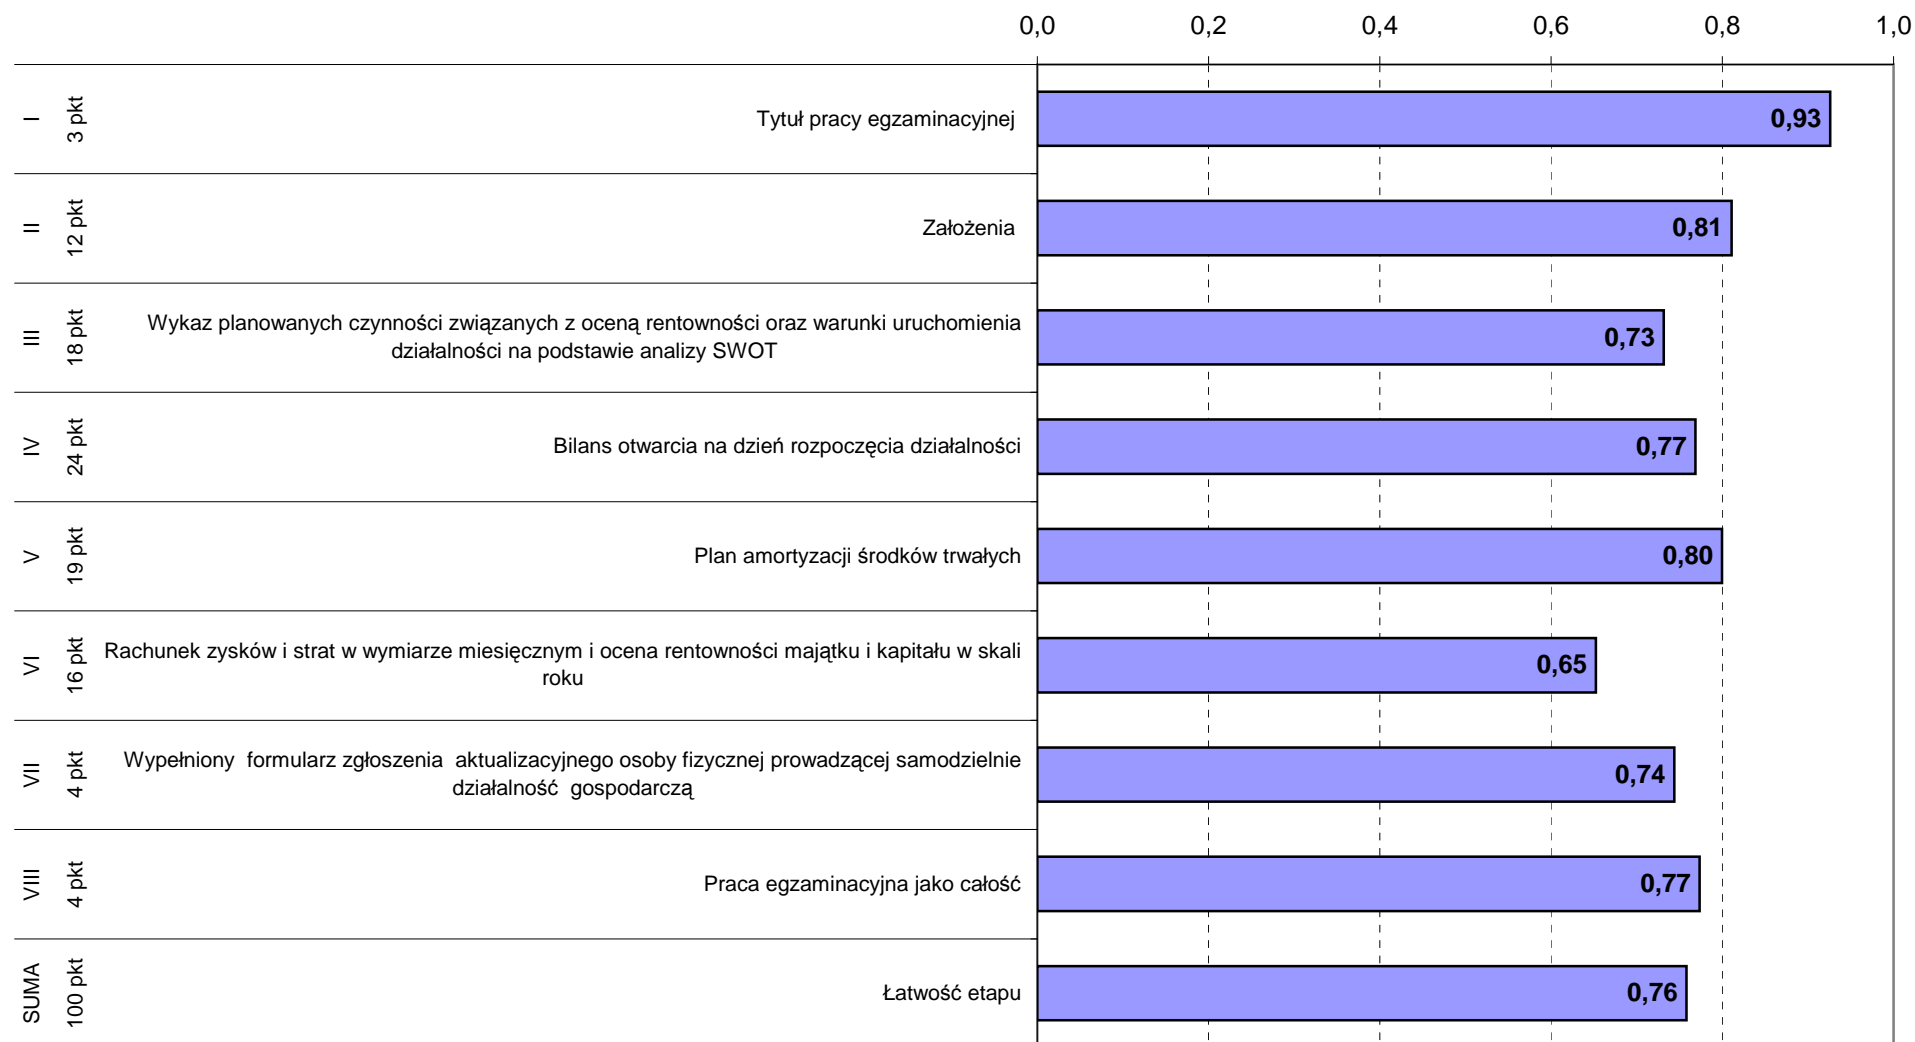 0,0 0,2 0,4 0,6 0,8 1,0
I
3 pkt
Tytuł pracy egzaminacyjnej
0,93
II
12 pkt
Założenia
0,81
III
18 pkt
Wykaz planowanych czynności związanych z oceną rentowności oraz warunki uruchomienia
działalności na podstawie analizy SWOT
0,73
IV
24 pkt
Bilans otwarcia na dzień rozpoczęcia działalności
0,77
V
19 pkt
Plan amortyzacji środków trwałych
0,80
VI
16 pkt
Rachunek zysków i strat w wymiarze miesięcznym i ocena rentowności majątku i kapitału w skali
roku
0,65
VII
4 pkt
Wypełniony formularz zgłoszenia aktualizacyjnego osoby fizycznej prowadzącej samodzielnie
działalność gospodarczą
0,74
VIII
4 pkt
Praca egzaminacyjna jako całość
0,77
SUMA
100 pkt
Łatwość etapu
0,76